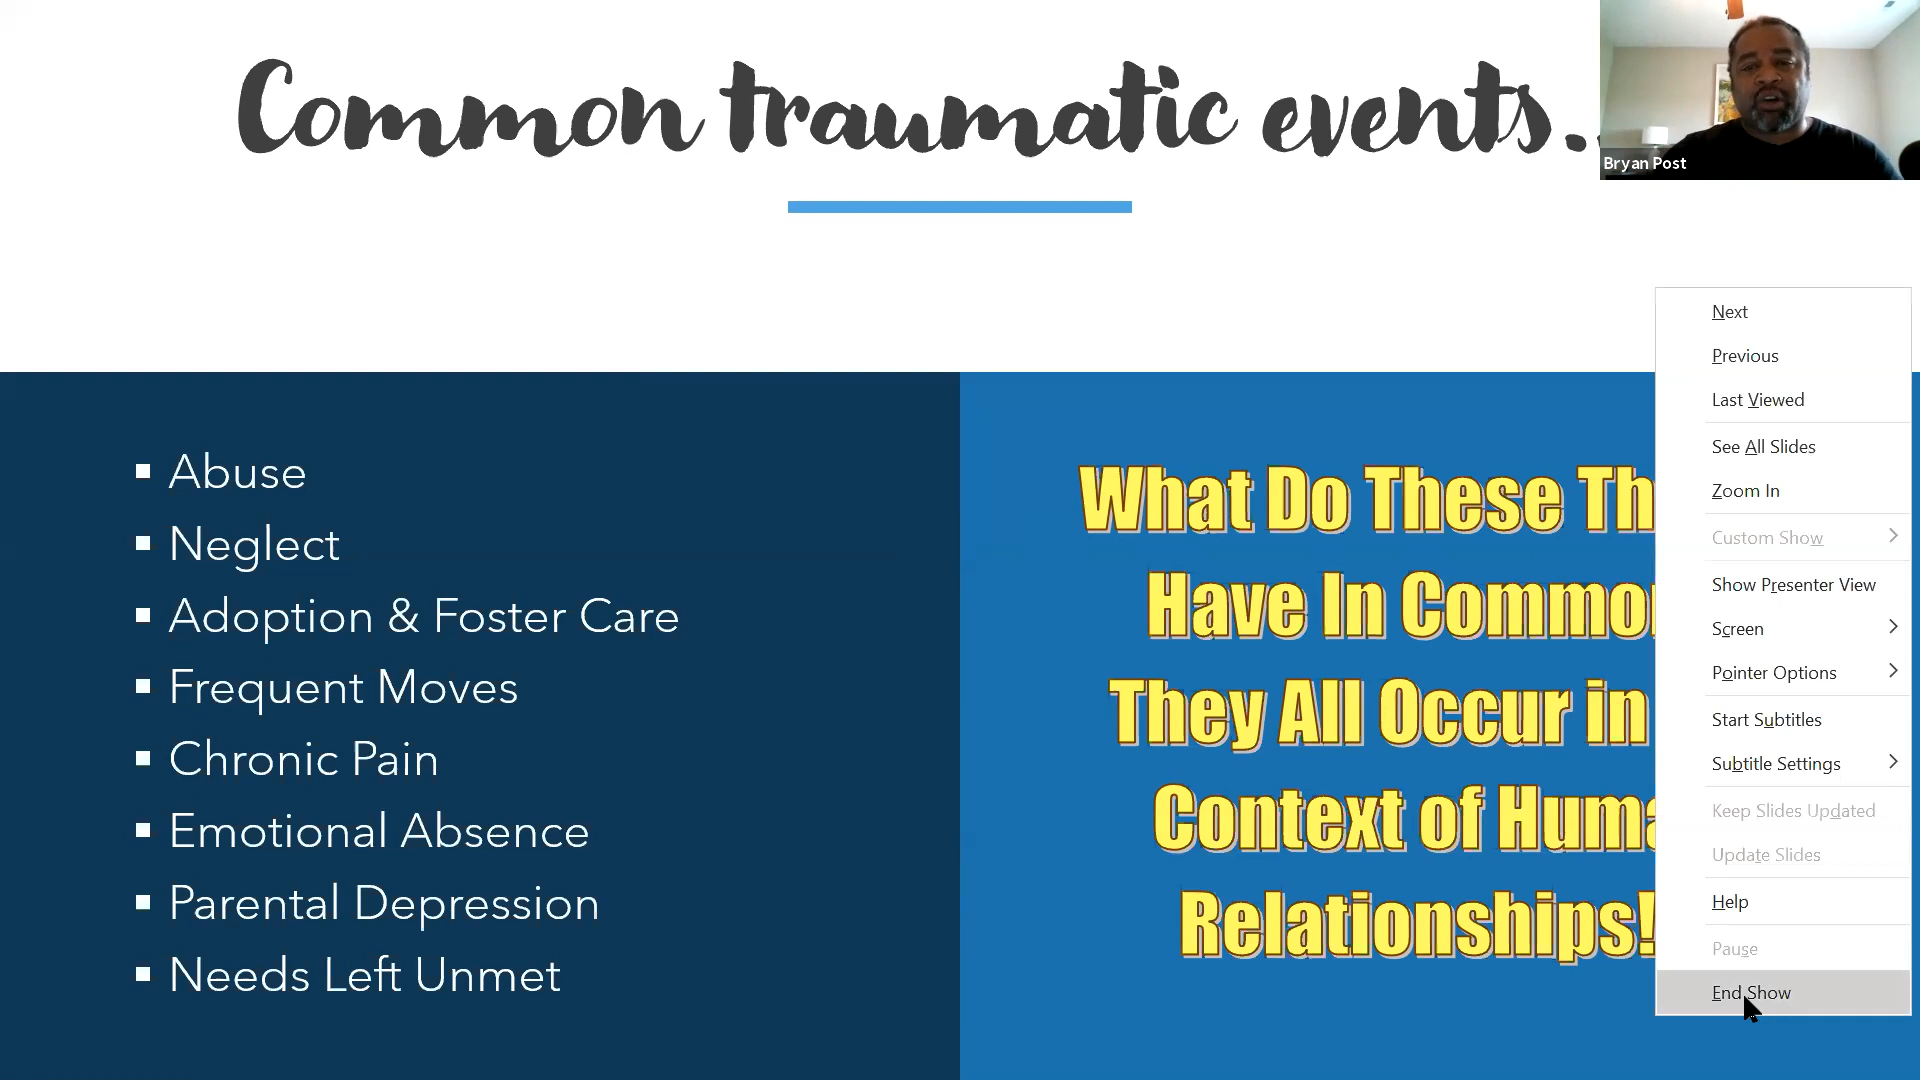 Common traumatic events.
Bryan Post
Abuse
Neglect
Adoption & Foster Care
Frequent Moves
Chronic Pain
Emotional Absence
Parental Depression
Needs Left Unmet
What Do These
Have In
They All Occur in
Context of
Relationships!
Next
Previous
Last Viewed
See All Slides
Zoom In
Custom Show
Show Presenter View
Screen
Pointer Options
Start Subtitles
Subtitle Settings
Keep Slides Updated
Update Slides
Help
Pause
End Show